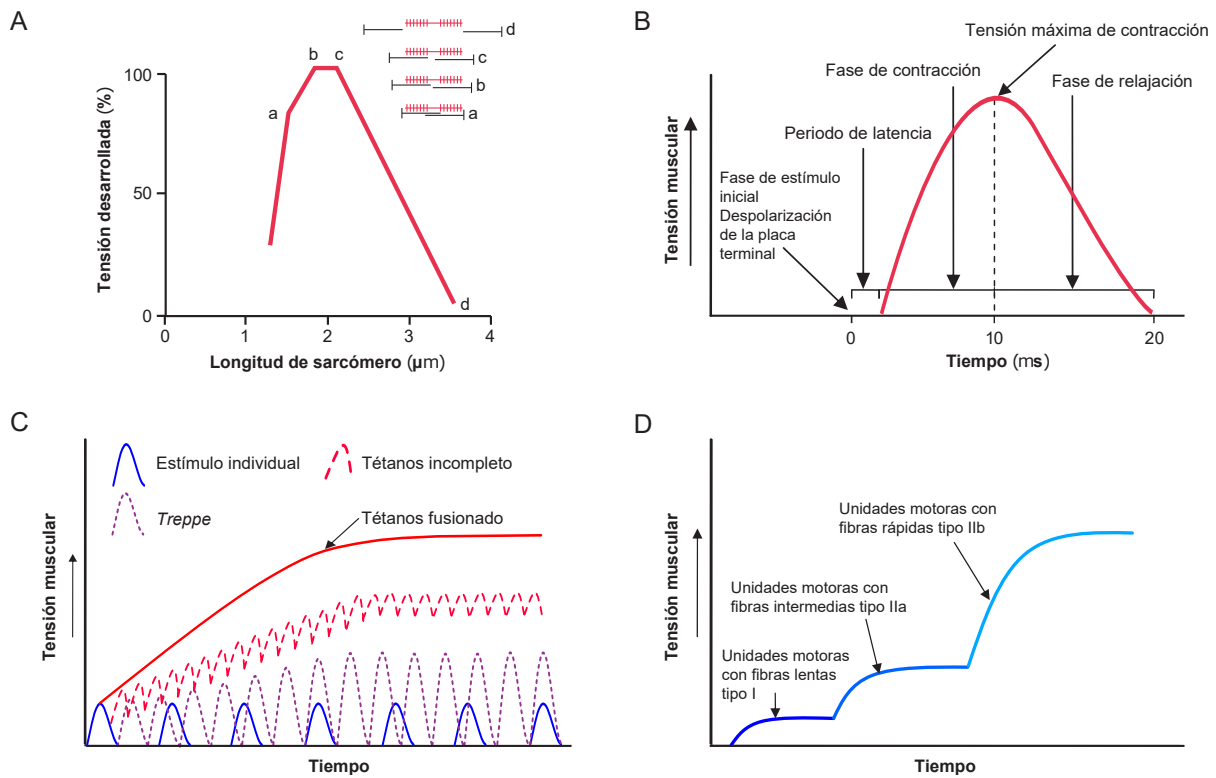 A
Tensión desarrollada (%)
100
50
0
a
b
c
d
d
c
b
a
0
1
2
3
4
Longitud de sarcómero (µm)
B
Tensión máxima de contracción
Fase de contracción
Fase de relajación
Periodo de latencia
Fase de estímulo
inicial
Despolarización
de la placa
terminal
Tensión muscular
0
10
20
Tiempo (ms)
C
Estímulo individual
Tétanos incompleto
Treppe
Tétanos fusionado
Tensión muscular
Tiempo
D
Unidades motoras con
fibras rápidas tipo IIb
Unidades motoras con
fibras intermedias tipo IIa
Unidades motoras
con fibras lentas
tipo I
Tensión muscular
Tiempo